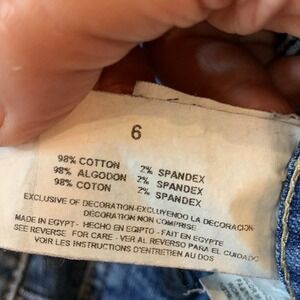 6
98% COTTON 2% SPANDEX
98% ALGODON 2% SPANDEX
98% COTON 2% SPANDEX
EXCLUSIVE OF DECORATION-EXCLUYENDO LA DECORACION
DECORATION NON COMPRISE
MADE IN EGYPT- HECHO EN EGIPTO - FAIT EN EGYPTE
SEE REVERSE FOR CARE - VER AL REVERSO PARA EL CUIDADO
VOIR LES INSTRUCTIONS D'ENTRETIEN AU DOS